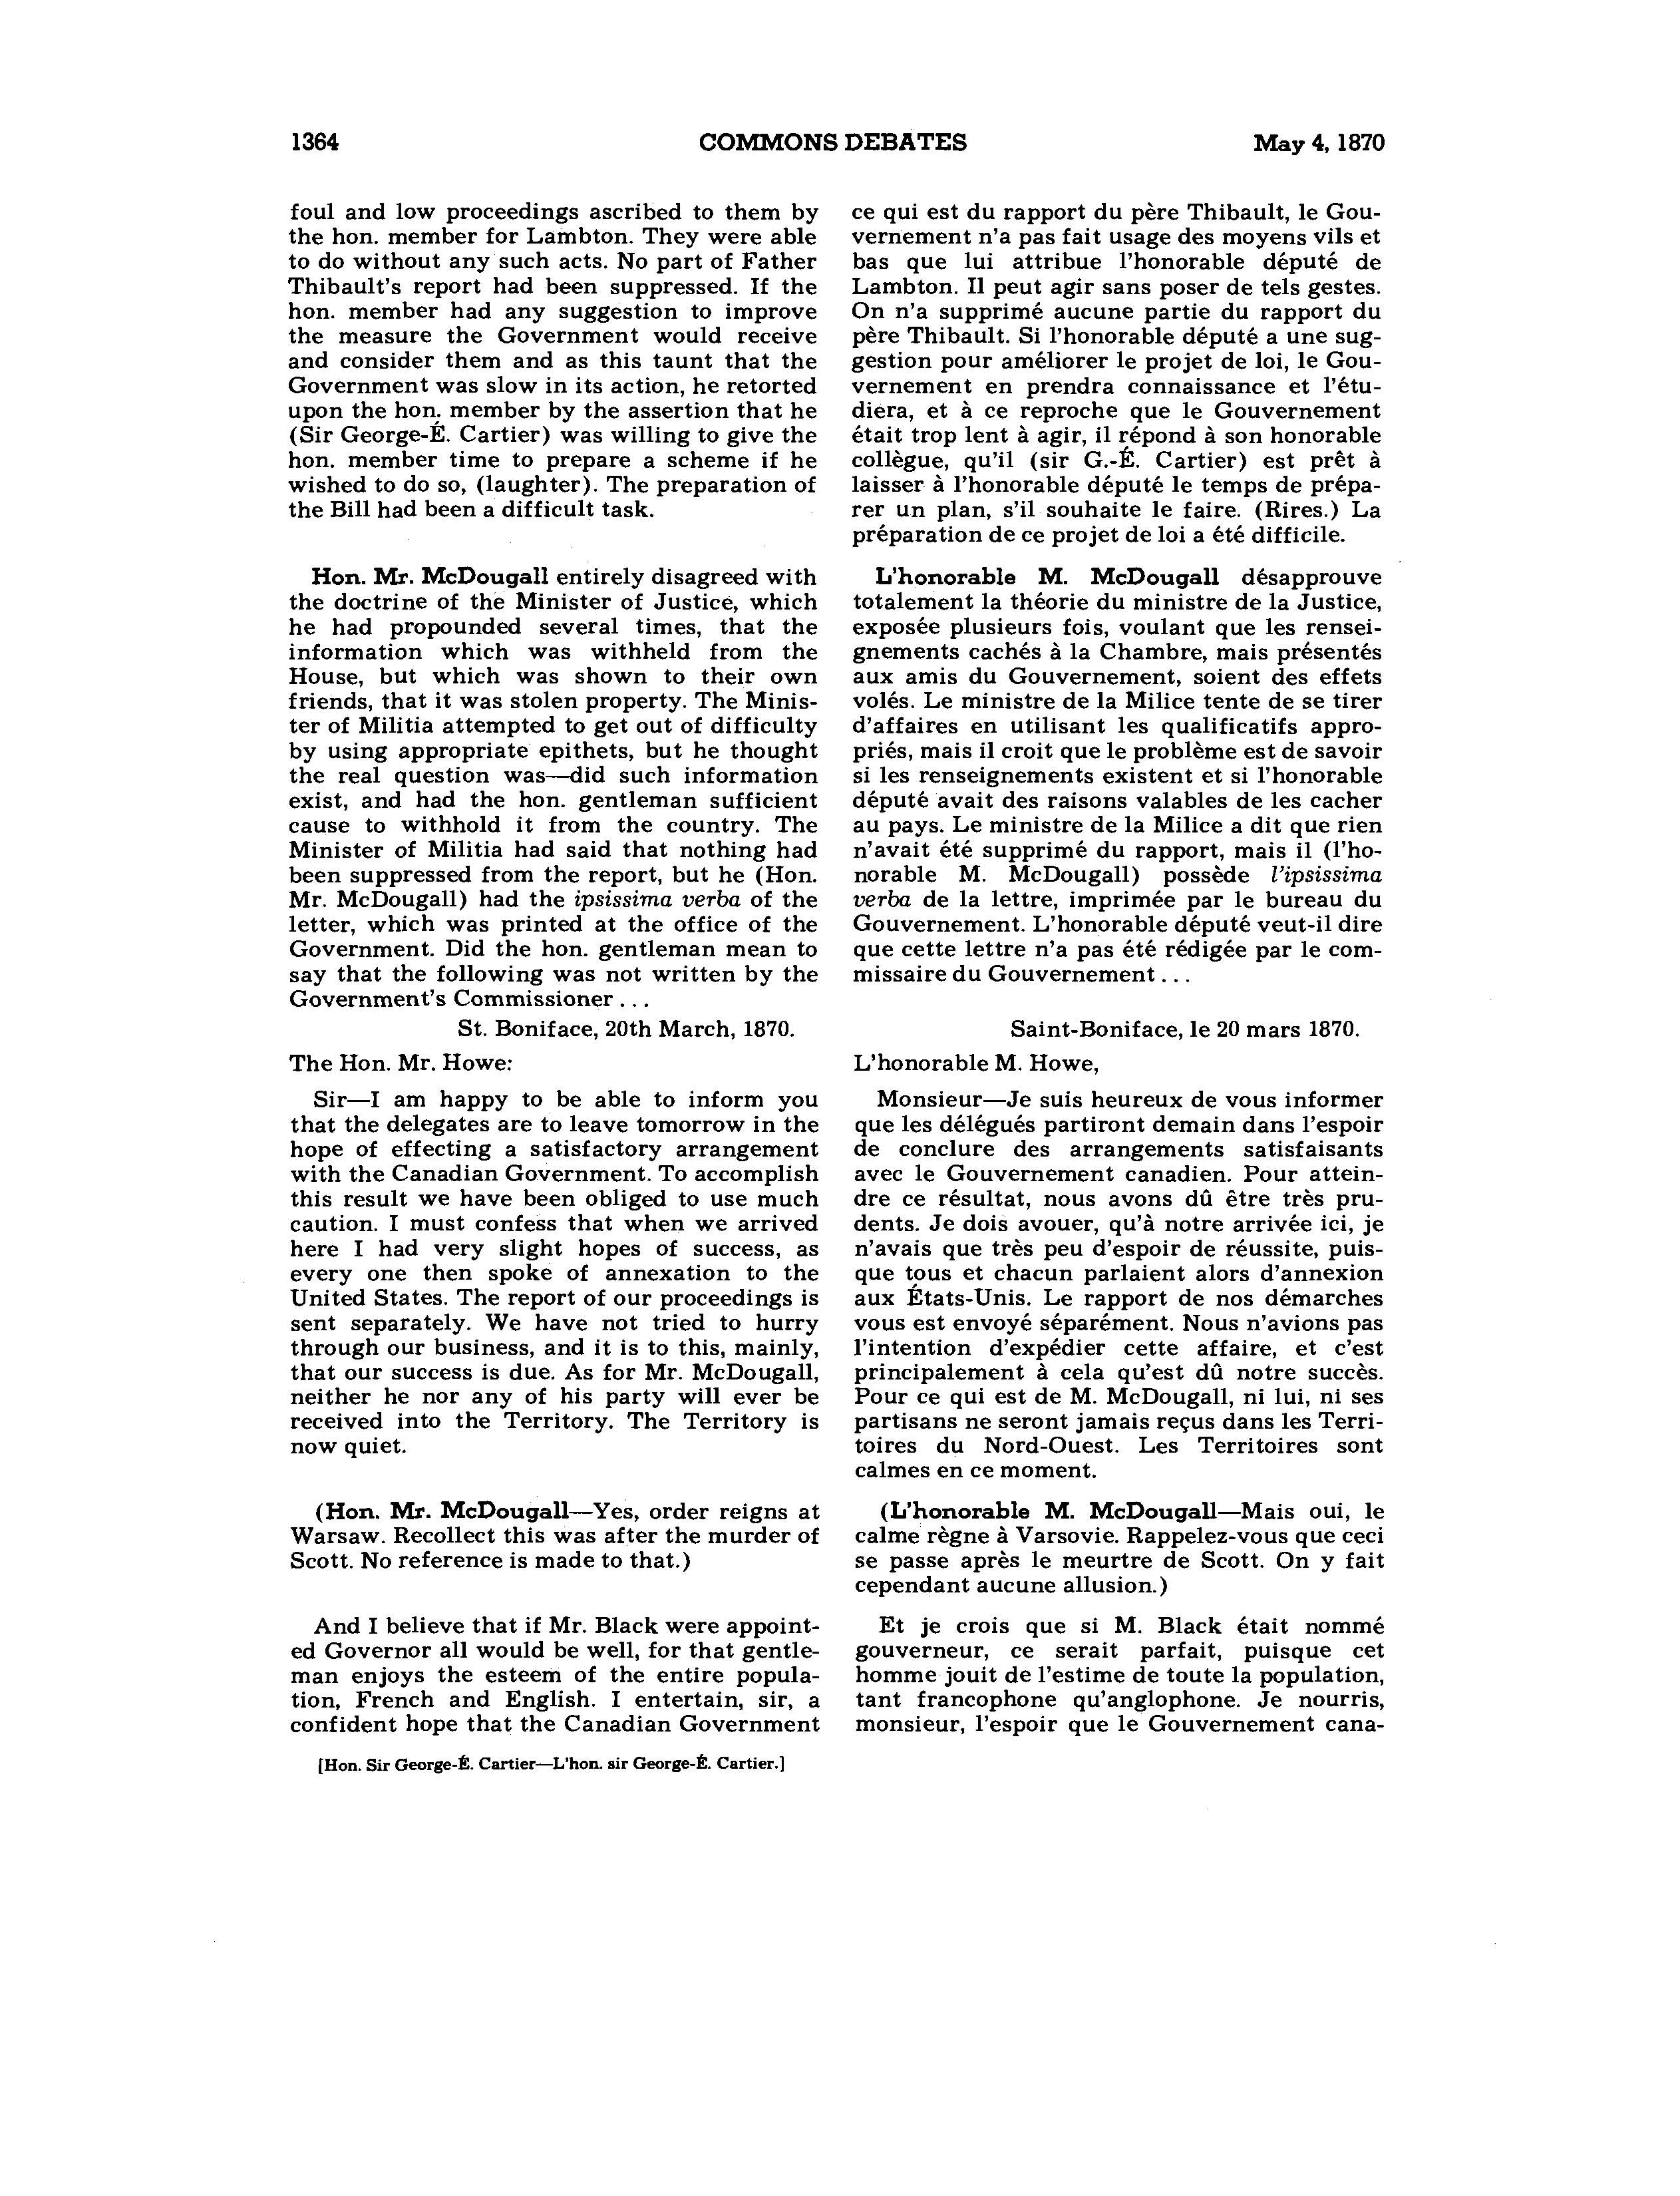 1364 COMMONS DEBATES May 4, 1870
foul and low proceedings ascribed to them by
the hon. member for Lambton. They were able
to do without any such acts. No part of Father
Thibault's report had been suppressed. If the
hon. member had any suggestion to improve
the measure the Government would receive
and consider them and as this taunt that the
Government was slow in its action, he retorted
upon the hon. member by the assertion that he
(Sir George-É. Cartier) was willing to give the
hon. member time to prepare a scheme if he
wished to do so, (laughter). The preparation of
the Bill had been a difficult task.
Hon. Mr. McDougall entirely disagreed with
the doctrine of the Minister of Justice, which
he had propounded several times, that the
information which was withheld from the
House, but which was shown to their own
friends, that it was stolen property. The Minis-
ter of Militia attempted to get out of difficulty
by using appropriate epithets, but he thought
the real question was—did such information
exist, and had the hon. gentleman sufficient
cause to withhold it from the country. The
Minister of Militia had said that nothing had
been suppressed from the report, but he (Hon.
Mr. McDougall) had the ipsissima verba of the
letter, which was printed at the office of the
Government. Did the hon. gentleman mean to
say that the following was not written by the
Government's Commissioner . . .
St. Boniface, 20th March, 1870.
The Hon. Mr. Howe:
Sir—I am happy to be able to inform you
that the delegates are to leave tomorrow in the
hope of effecting a satisfactory arrangement
with the Canadian Government. To accomplish
this result we have been obliged to use much
caution. I must confess that when we arrived
here I had very slight hopes of success, as
every one then spoke of annexation to the
United States. The report of our proceedings is
sent separately. We have not tried to hurry
through our business, and it is to this, mainly,
that our success is due. As for Mr. McDougall,
neither he nor any of his party will ever be
received into the Territory. The Territory is
now quiet.
(Hon. Mr. McDougall—Yes, order reigns at
Warsaw. Recollect this was after the murder of
Scott. No reference is made to that.)
And I believe that if Mr. Black were appoint-
ed Governor all would be well, for that gentle-
man enjoys the esteem of the entire popula-
tion, French and English. I entertain, sir, a
confident hope that the Canadian Government
ce qui est du rapport du père Thibault, le Gou-
vernement n'a pas fait usage des moyens vils et
bas que lui attribue l'honorable député de
Lambton. Il peut agir sans poser de tels gestes.
On n'a supprimé aucune partie du rapport du
père Thibault. Si l'honorable député a une sug-
gestion pour améliorer le projet de loi, le Gou-
vernement en prendra connaissance et l'étu-
diera, et à ce reproche que le Gouvernement
était trop lent à agir, il répond à son honorable
collègue, qu'il (sir G.-É. Cartier) est prêt à
laisser à l'honorable député le temps de prépa-
rer un plan, s'il souhaite le faire. (Rires.) La
préparation de ce projet de loi a été difficile.
L'honorable M. McDougall désapprouve
totalement la théorie du ministre de la Justice,
exposée plusieurs fois, voulant que les rensei-
gnements cachés à la Chambre, mais présentés
aux amis du Gouvernement, soient des effets
volés. Le ministre de la Milice tente de se tirer
d'affaires en utilisant les qualificatifs appro-
priés, mais il croit que le problème est de savoir
si les renseignements existent et si l'honorable
député avait des raisons valables de les cacher
au pays. Le ministre de la Milice a dit que rien
n'avait été supprimé du rapport, mais il (l'ho-
norable M. McDougall) possède l'ipsissima
verba de la lettre, imprimée par le bureau du
Gouvernement. L'honorable député veut-il dire
que cette lettre n'a pas été rédigée par le com-
missaire du Gouvernement . . .
Saint-Boniface, le 20 mars 1870.
L'honorable M. Howe,
Monsieur—Je suis heureux de vous informer
que les délégués partiront demain dans l'espoir
de conclure des arrangements satisfaisants
avec le Gouvernement canadien. Pour attein-
dre ce résultat, nous avons dû être très pru-
dents. Je dois avouer, qu'à notre arrivée ici, je
n'avais que très peu d'espoir de réussite, puis-
que tous et chacun parlaient alors d'annexion
aux États-Unis. Le rapport de nos démarches
vous est envoyé séparément. Nous n'avions pas
l'intention d'expédier cette affaire, et c'est
principalement à cela qu'est dû notre succès.
Pour ce qui est de M. McDougall, ni lui, ni ses
partisans ne seront jamais reçus dans les Terri-
toires du Nord-Ouest. Les Territoires sont
calmes en ce moment.
(L'honorable M. McDougall—Mais oui, le
calme règne à Varsovie. Rappelez-vous que ceci
se passe après le meurtre de Scott. On y fait
cependant aucune allusion.)
Et je crois que si M. Black était nommé
gouverneur, ce serait parfait, puisque cet
homme jouit de l'estime de toute la population,
tant francophone qu'anglophone. Je nourris,
monsieur, l'espoir que le Gouvernement cana-
[Hon. Sir George-É. Cartier—L'hon. sir George-É. Cartier.]